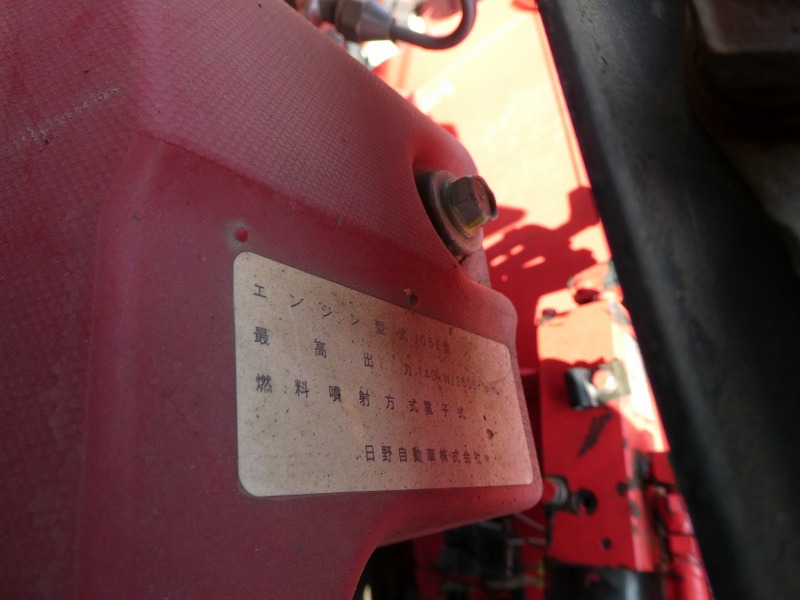 エンジン型式 J05E型
最高出力 140kW/2500
燃料噴射方式 電子式
日野自動車株式会社